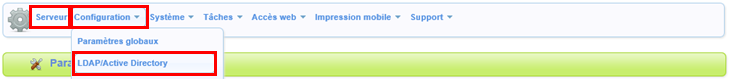 Serveur Configuration Système Tâches Accès web Impression mobile Support
Paramètres globaux
LDAP/Active Directory
Para